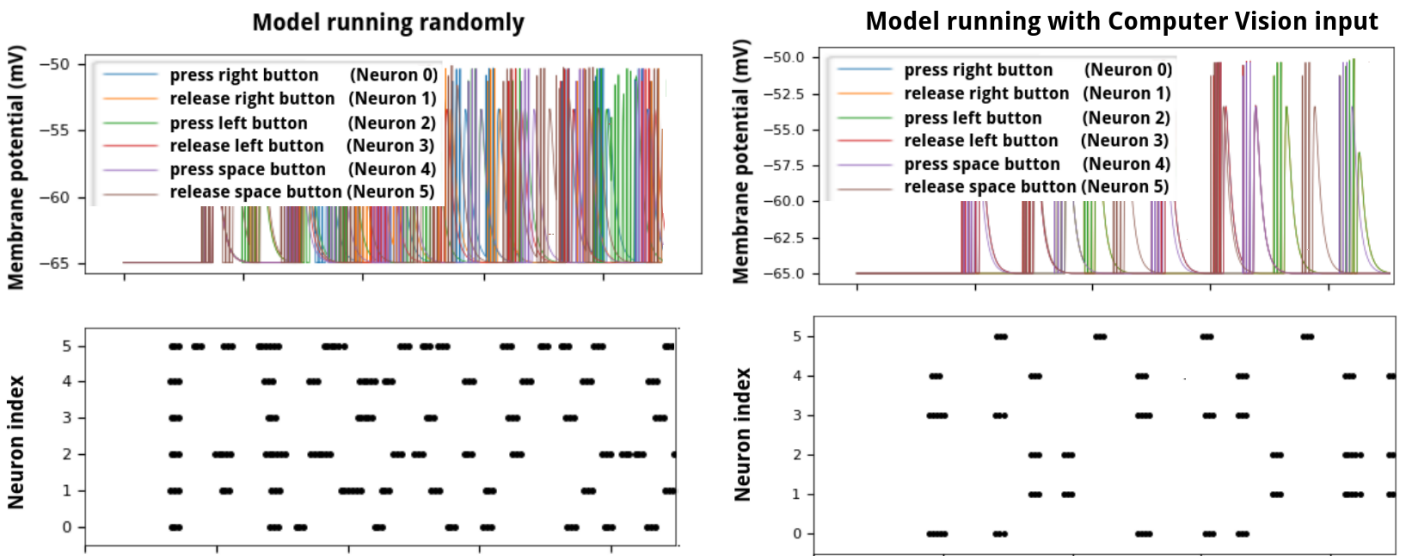 Model running randomly
Membrane potential (mV)
−50
−55
−60
−65
press right button (Neuron 0)
release right button (Neuron 1)
press left button (Neuron 2)
release left button (Neuron 3)
press space button (Neuron 4)
release space button (Neuron 5)
Neuron index
5
4
3
2
1
0
Model running with Computer Vision input
Membrane potential (mV)
−50.0
−52.5
−55.0
−57.5
−60.0
−62.5
−65.0
press right button (Neuron 0)
release right button (Neuron 1)
press left button (Neuron 2)
release left button (Neuron 3)
press space button (Neuron 4)
release space button (Neuron 5)
Neuron index
5
4
3
2
1
0